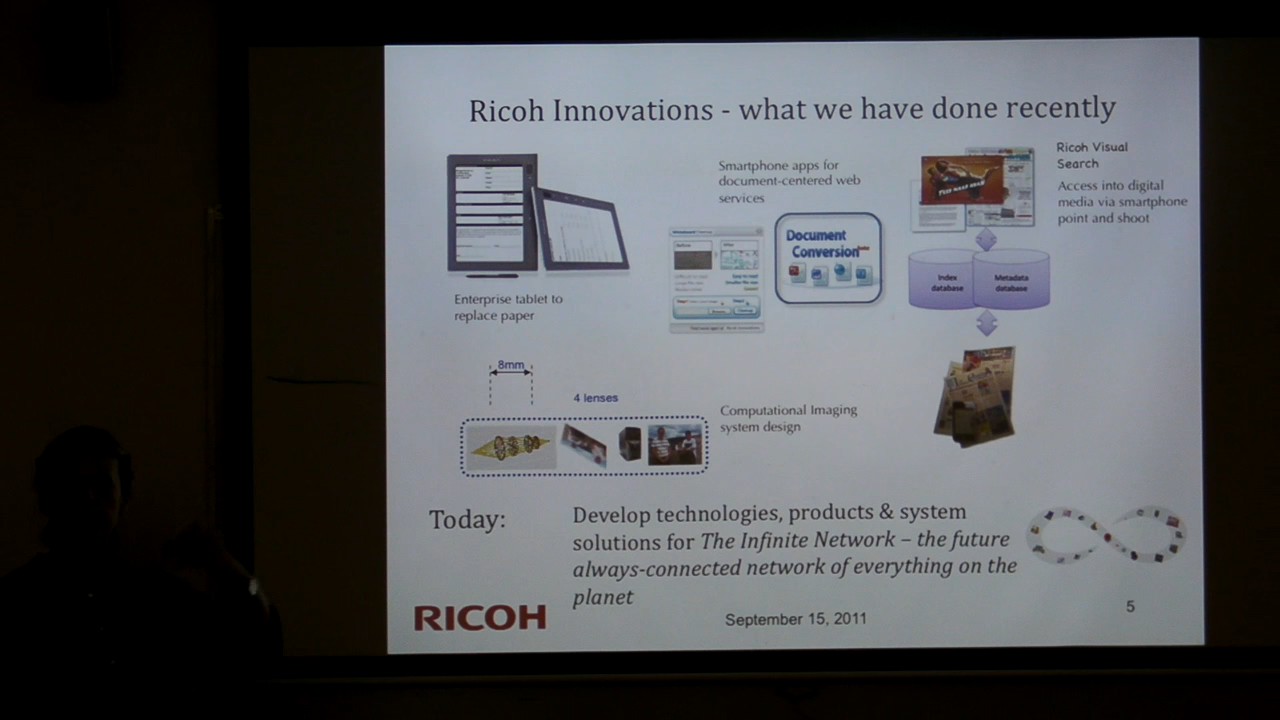 Ricoh Innovations - what we have done recently
Smartphone apps for
document-centered web
services
Ricoh Visual
Search
Access into digital
media via smartphone
point and shoot
Document
Conversion
Index
database
Metadata
database
Enterprise tablet to
replace paper
8mm
4 lenses
Computational Imaging
system design
Today:
Develop technologies, products & system
solutions for The Infinite Network – the future
always-connected network of everything on the
planet
RICOH
September 15, 2011
5